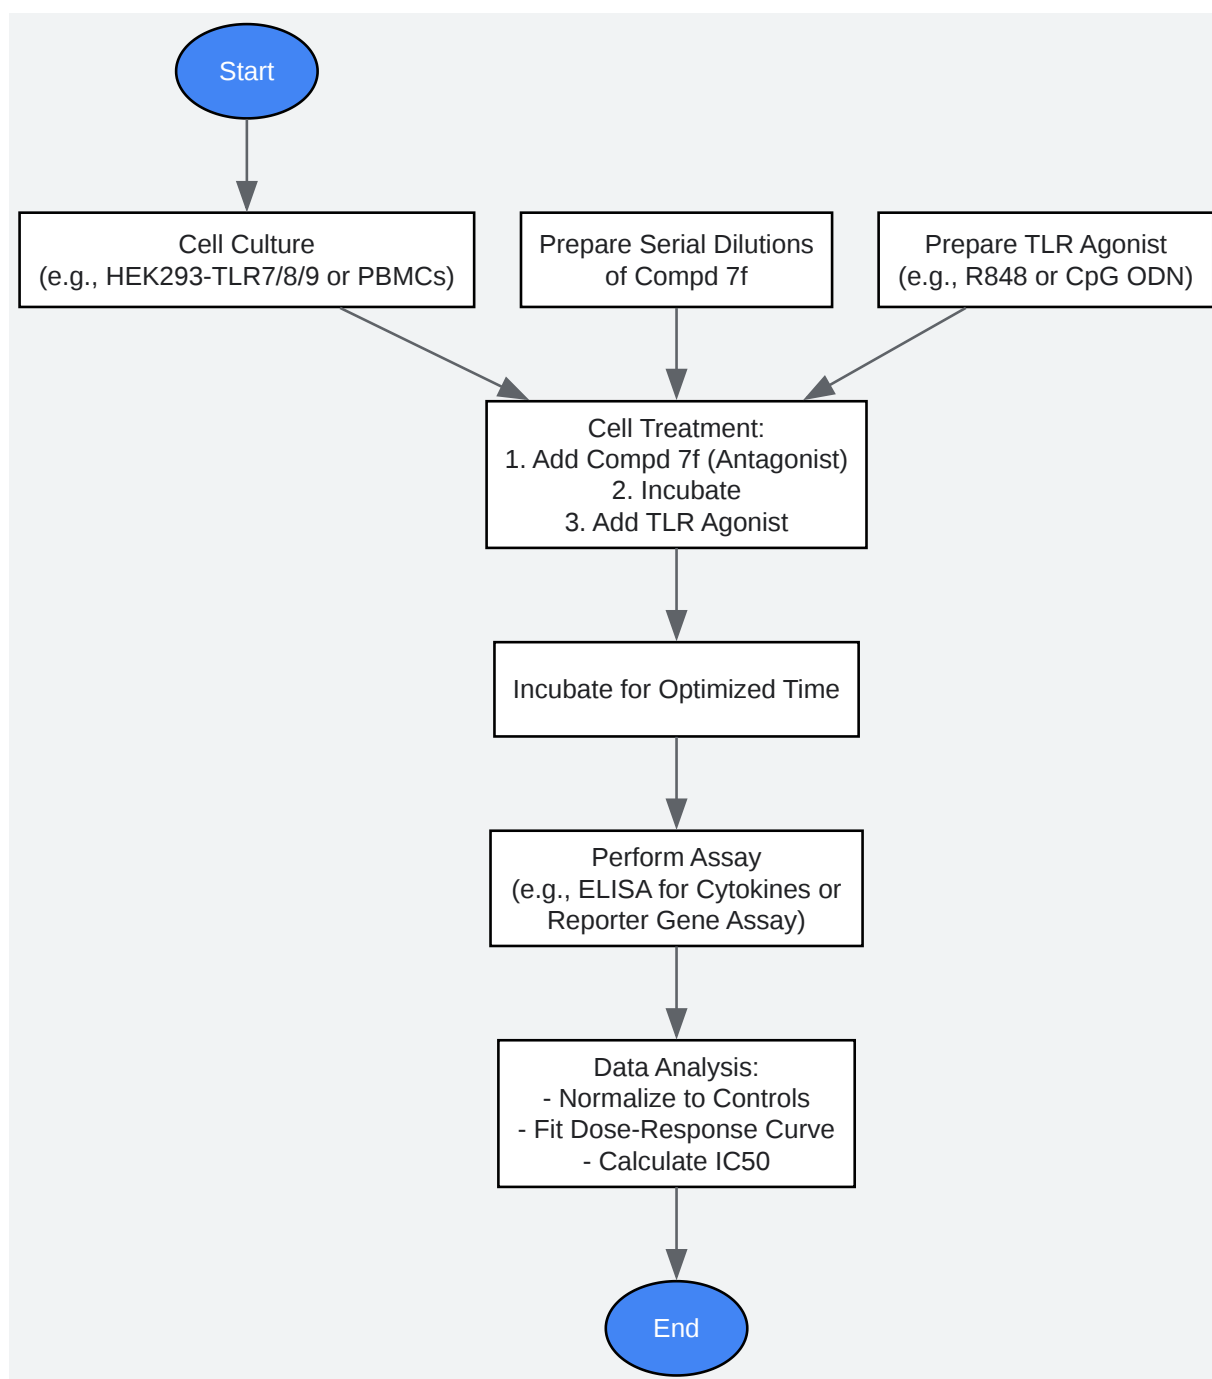 Start
Cell Culture
(e.g., HEK293-TLR7/8/9 or PBMCs)
Prepare Serial Dilutions
of Compd 7f
Prepare TLR Agonist
(e.g., R848 or CpG ODN)
Cell Treatment:
1. Add Compd 7f (Antagonist)
2. Incubate
3. Add TLR Agonist
Incubate for Optimized Time
Perform Assay
(e.g., ELISA for Cytokines or
Reporter Gene Assay)
Data Analysis:
- Normalize to Controls
- Fit Dose-Response Curve
- Calculate IC50
End